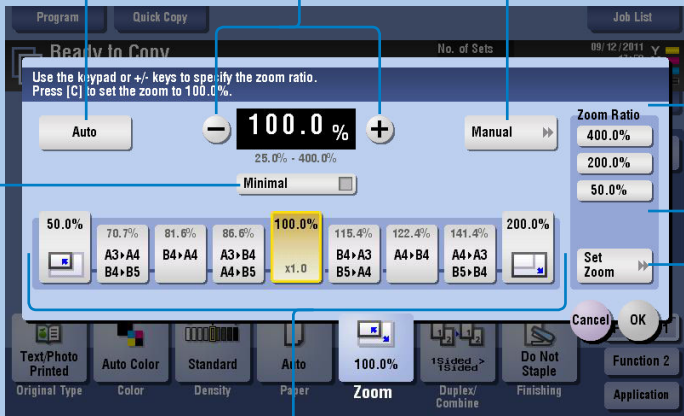 Program
Quick Copy
Job List
Ready to Copy
No. of Sets
09/12/2011
Y
Use the keypad or +/- keys to specify the zoom ratio.
Press [C] to set the zoom to 100.0%.
Zoom Ratio
Auto
− 100.0 % +
Manual
400.0%
25.0% - 400.0%
200.0%
Minimal
50.0%
50.0%
70.7%
A3▸A4
B4▸B5
81.6%
B4▸A4
86.6%
A3▸B4
A4▸B5
100.0%
x1.0
115.4%
B4▸A3
B5▸A4
122.4%
A4▸B4
141.4%
A4▸A3
B5▸B4
200.0%
Set
Zoom
Cancel
OK
Text/Photo
Printed
Original Type
Auto Color
Color
Standard
Density
Auto
Paper
100.0%
Zoom
1Sided >
1Sided
Duplex/
Combine
Do Not
Staple
Finishing
Function 2
Application